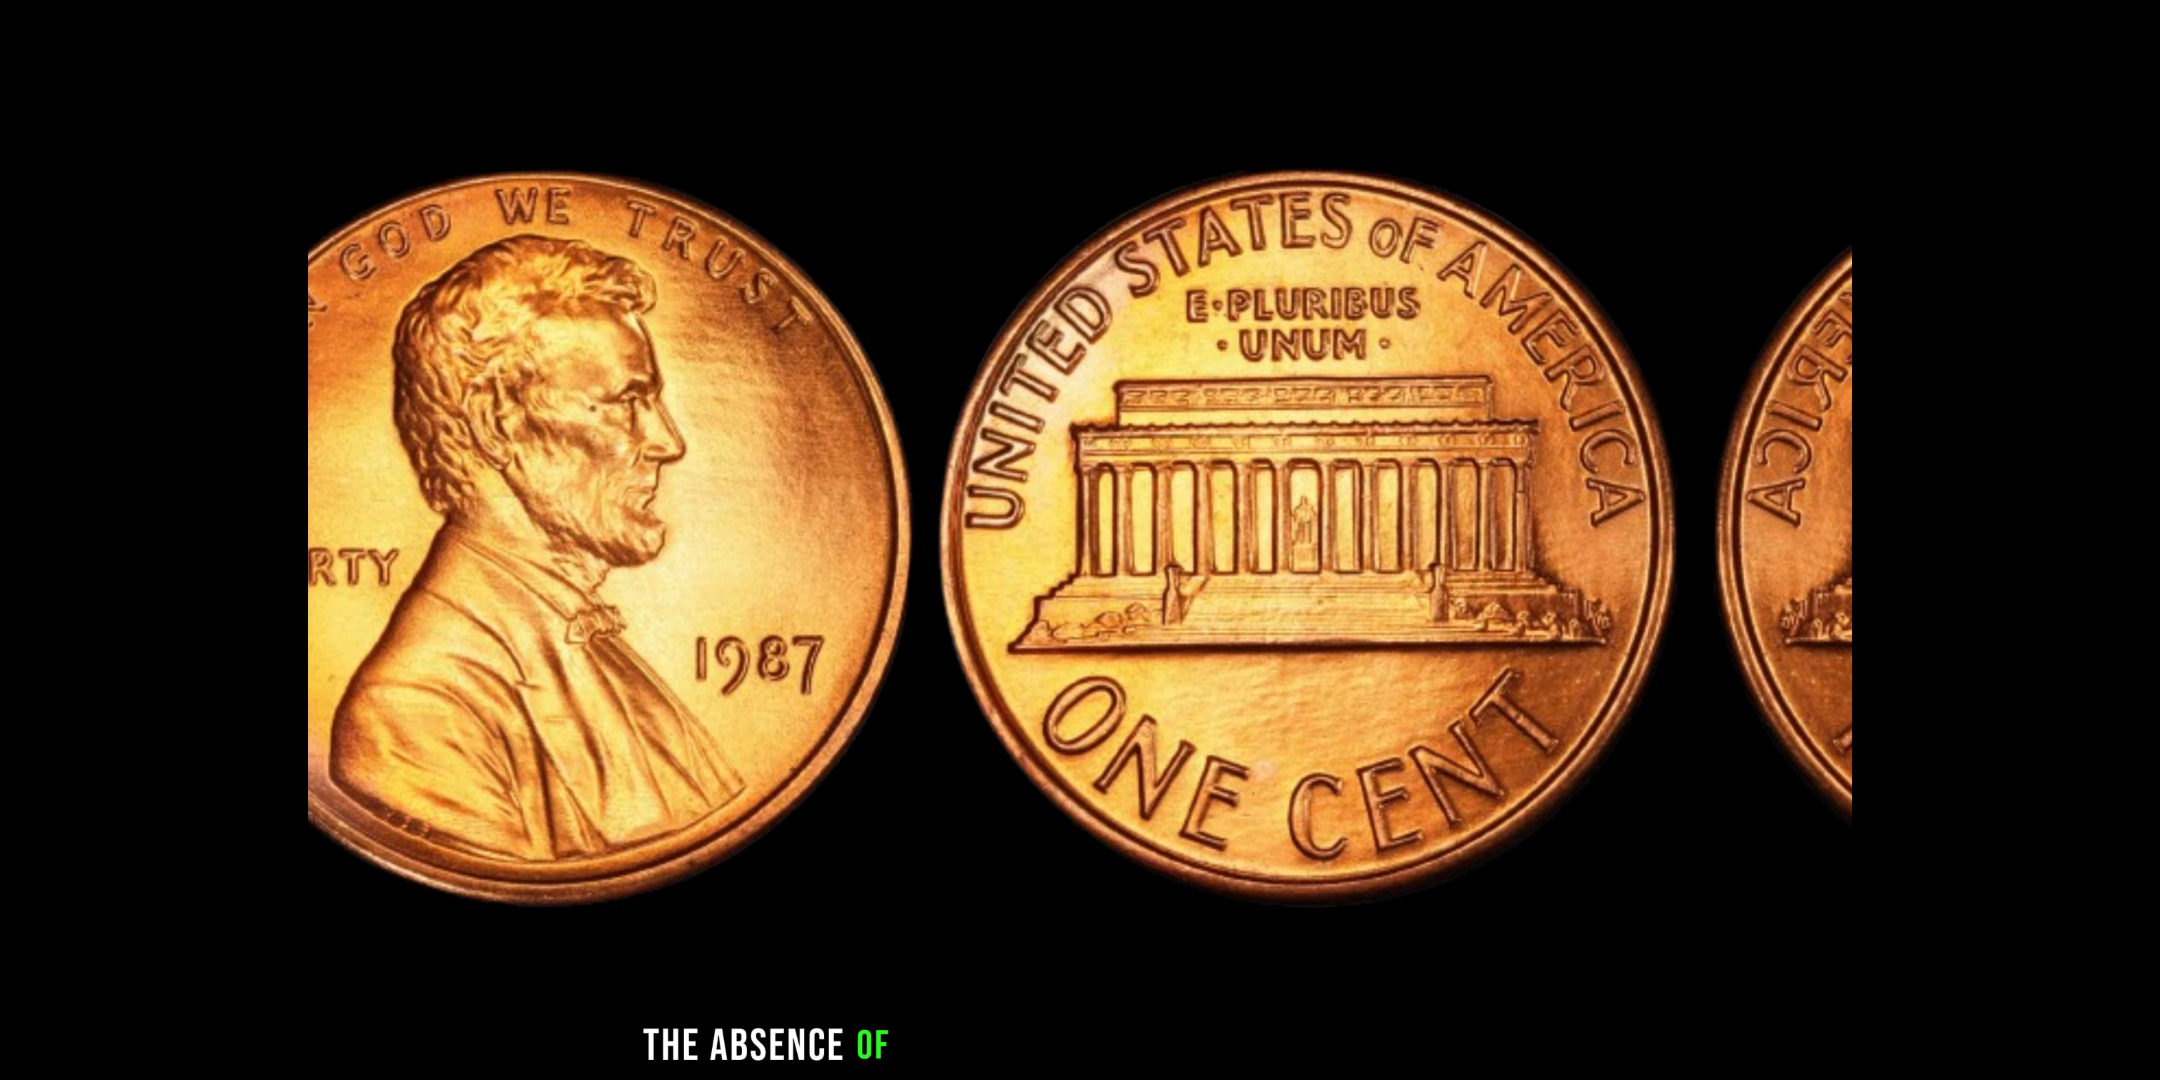 GOD WE TRUST
RTY
1987
UNITED STATES OF AMERICA
E·PLURIBUS
·UNUM·
ONE CENT
THE ABSENCE OF